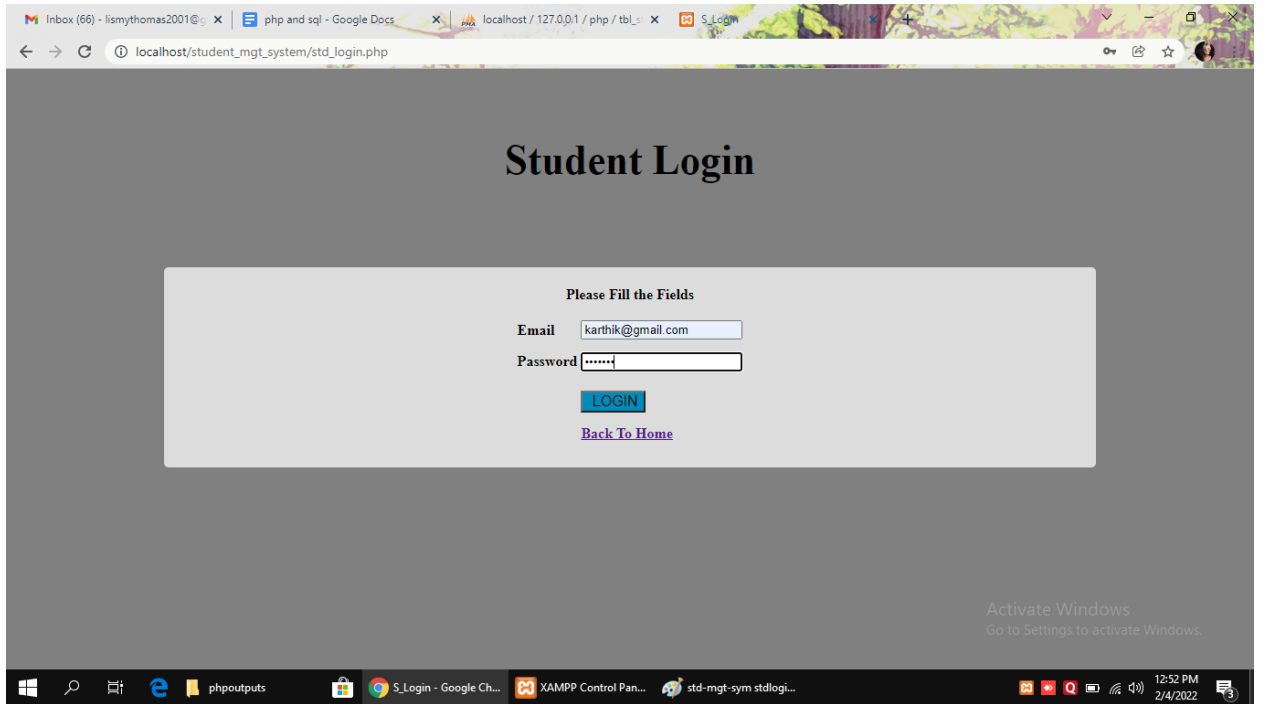 Inbox (66) - lismythomas2001@g
php and sql - Google Docs
localhost / 127.0.0.1 / php / tbl_s
S_Login
localhost/student_mgt_system/std_login.php
Student Login
Please Fill the Fields
Email
karthik@gmail.com
Password
LOGIN
Back To Home
Activate Windows
Go to Settings to activate Windows.
phpoutputs
S_Login - Google Ch...
XAMPP Control Pan...
std-mgt-sym stdlogi...
12:52 PM
2/4/2022
3